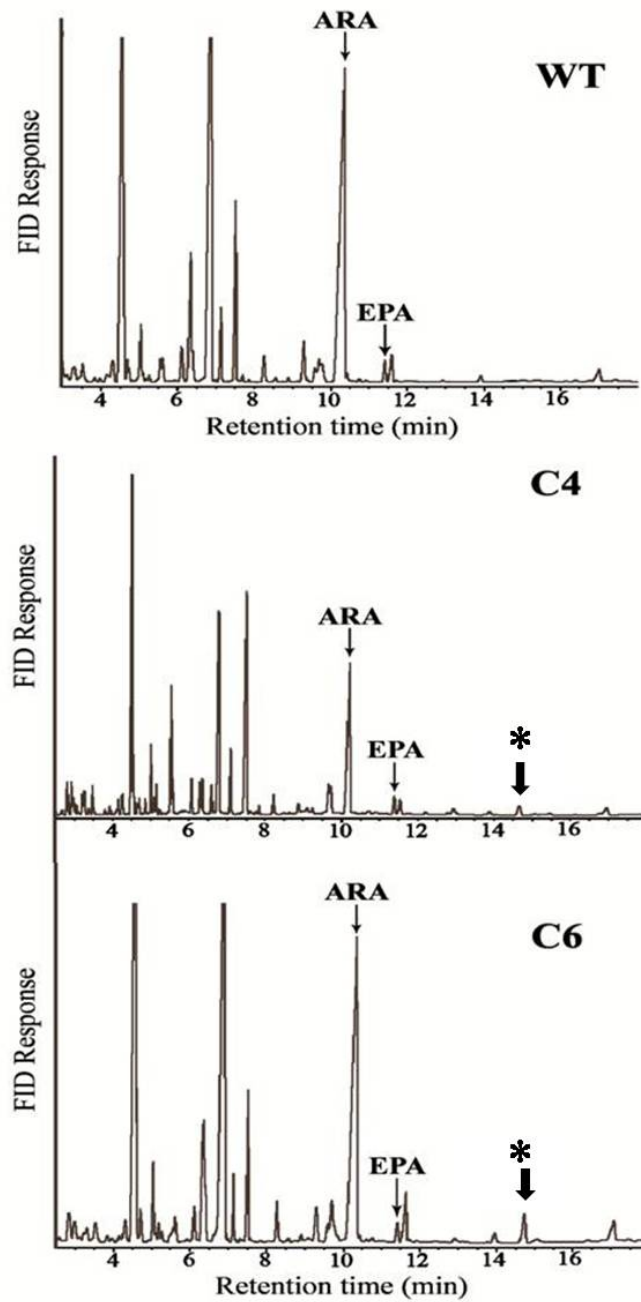 ARA
WT
FID Response
EPA
4 6 8 10 12 14 16
Retention time (min)
C4
FID Response
ARA
EPA
*
4 6 8 10 12 14 16
ARA
C6
FID Response
EPA
*
4 6 8 10 12 14 16
Retention time (min)